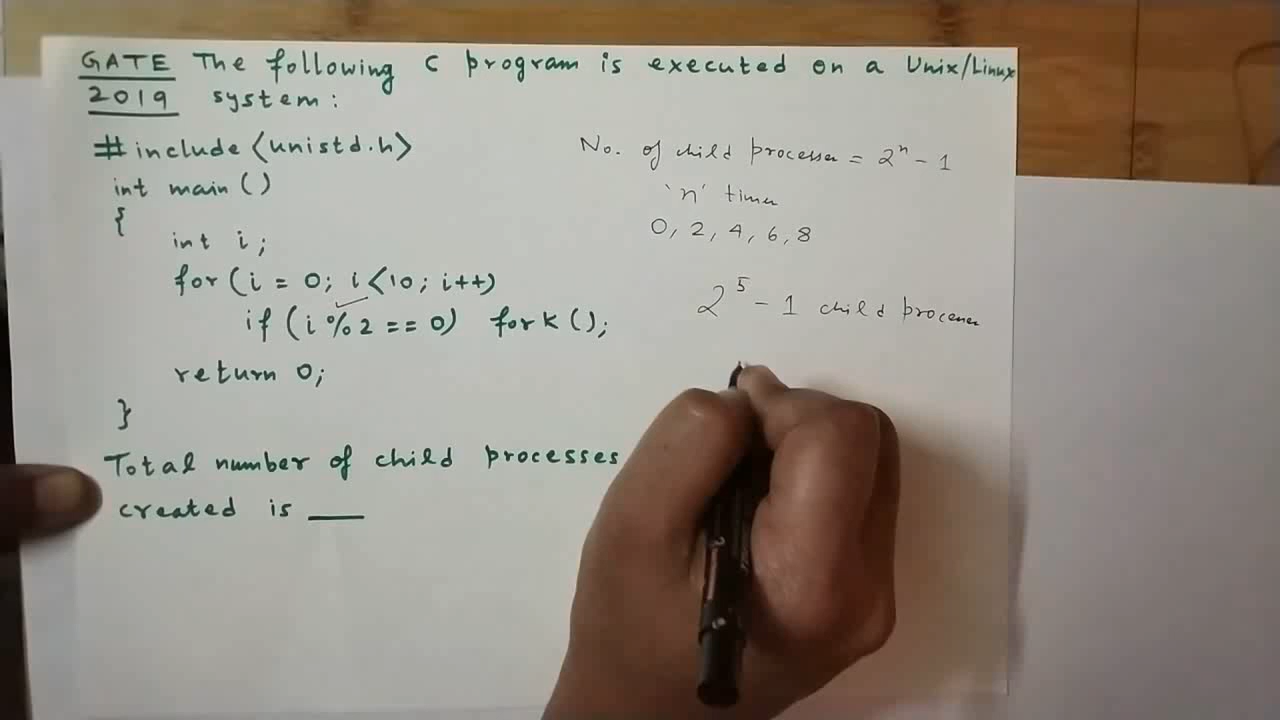 GATE The following C program is executed on a Unix/Linux
2019 system:
#include <unistd.h>
int main ()
{
int i;
for (i = 0; i < 10; i++)
if (i % 2 == 0) fork ();
return 0;
}
Total number of child processes
created is ___
No. of child processes = 2^n - 1
'n' times
0, 2, 4, 6, 8
2^5 - 1 child processes